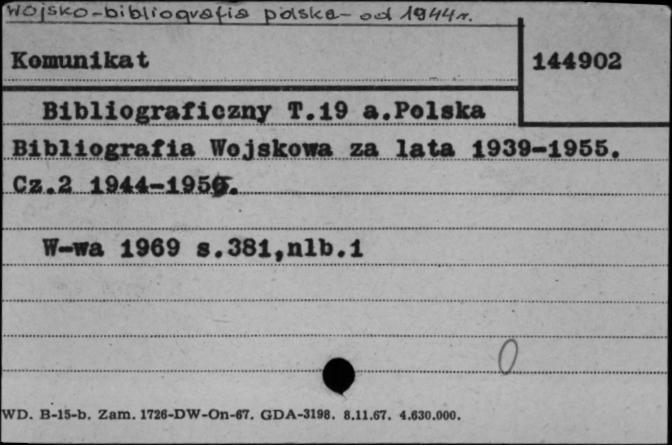 Wojsko-bibliografia polska - od 1944r.
Komunikat
144902
Bibliograficzny T.19 a.Polska
Bibliografia Wojskowa za lata 1939-1955.
Cz.2 1944-1955.
W-wa 1969 s.381,nlb.1
0
WD. B-15-b. Zam. 1726-DW-On-67. GDA-3198. 8.11.67. 4.630.000.